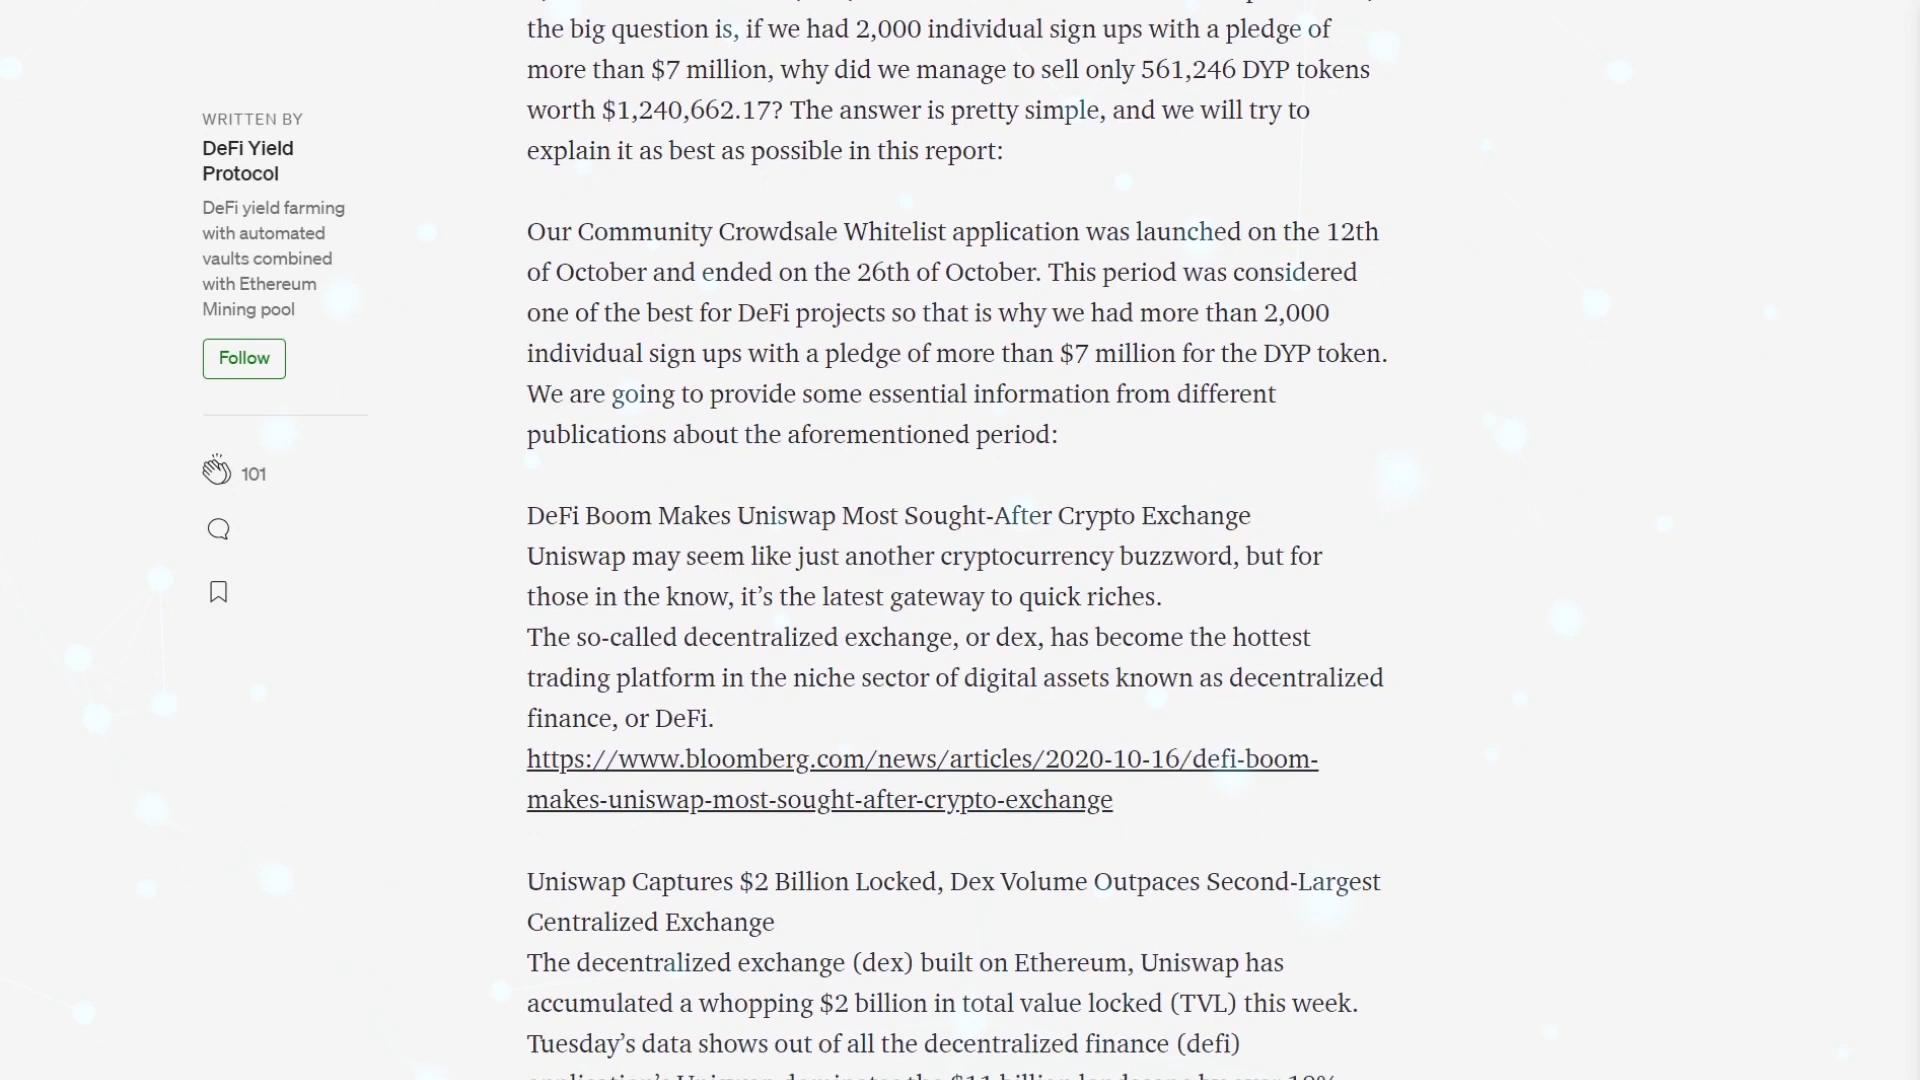 the big question is, if we had 2,000 individual sign ups with a pledge of
more than $7 million, why did we manage to sell only 561,246 DYP tokens
worth $1,240,662.17? The answer is pretty simple, and we will try to
explain it as best as possible in this report:
WRITTEN BY
DeFi Yield
Protocol
DeFi yield farming
with automated
vaults combined
with Ethereum
Mining pool
Follow
101
Our Community Crowdsale Whitelist application was launched on the 12th
of October and ended on the 26th of October. This period was considered
one of the best for DeFi projects so that is why we had more than 2,000
individual sign ups with a pledge of more than $7 million for the DYP token.
We are going to provide some essential information from different
publications about the aforementioned period:
DeFi Boom Makes Uniswap Most Sought-After Crypto Exchange
Uniswap may seem like just another cryptocurrency buzzword, but for
those in the know, it’s the latest gateway to quick riches.
The so-called decentralized exchange, or dex, has become the hottest
trading platform in the niche sector of digital assets known as decentralized
finance, or DeFi.
https://www.bloomberg.com/news/articles/2020-10-16/defi-boom-
makes-uniswap-most-sought-after-crypto-exchange
Uniswap Captures $2 Billion Locked, Dex Volume Outpaces Second-Largest
Centralized Exchange
The decentralized exchange (dex) built on Ethereum, Uniswap has
accumulated a whopping $2 billion in total value locked (TVL) this week.
Tuesday’s data shows out of all the decentralized finance (defi)